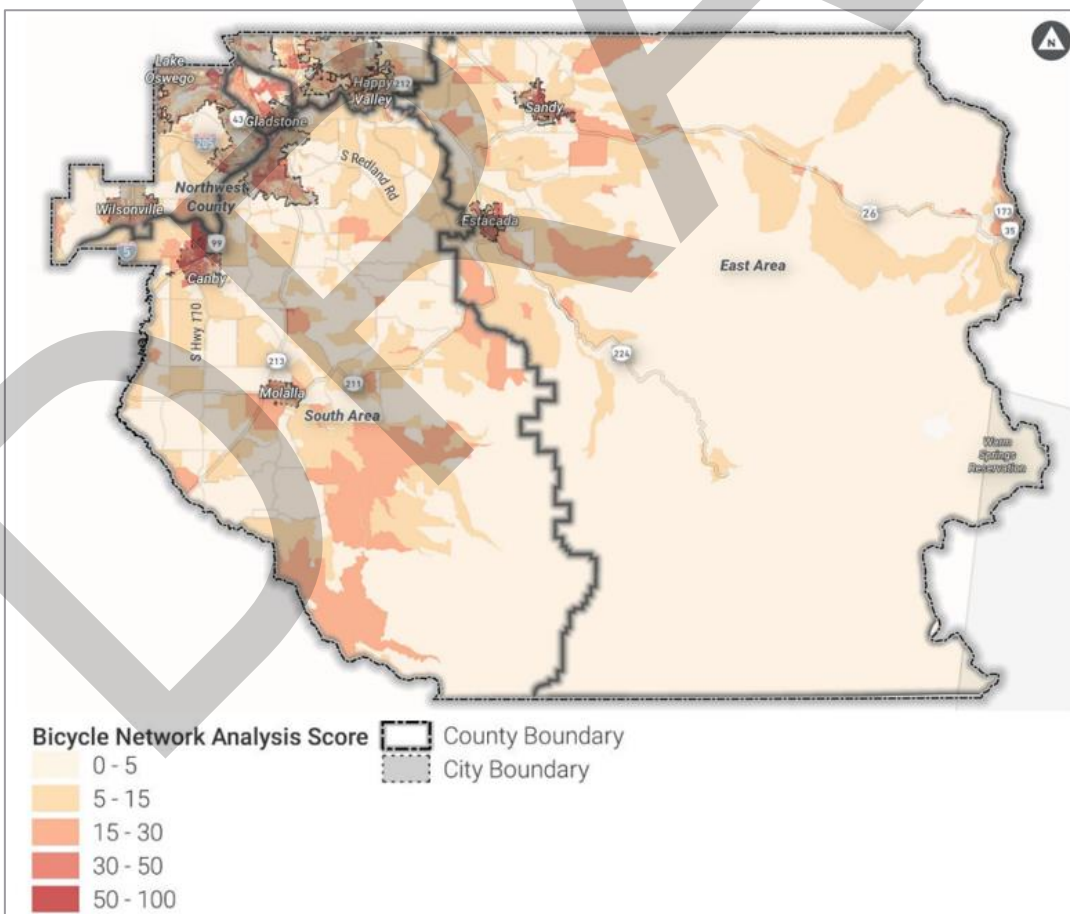 N
Lake
Oswego
Happy
Valley
212
Sandy
43
Gladstone
205
S Redland Rd
Northwest
County
Wilsonville
Estacada
26
173
35
5
99
Canby
East Area
S Hwy 170
213
224
211
Molalla
South Area
Warm
Springs
Reservation
DRA
Bicycle Network Analysis Score
0 - 5
5 - 15
15 - 30
30 - 50
50 - 100
County Boundary
City Boundary